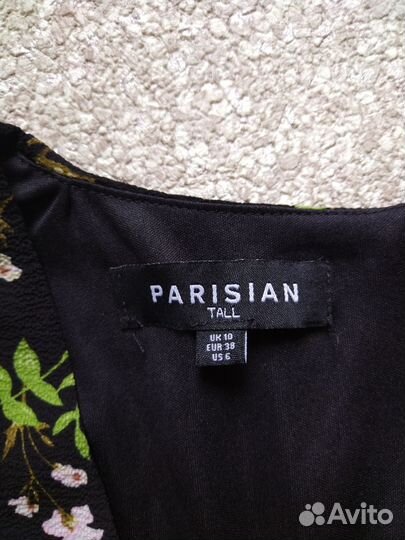 PARISIAN
TALL
UK 10
EUR 38
US 6
Avito